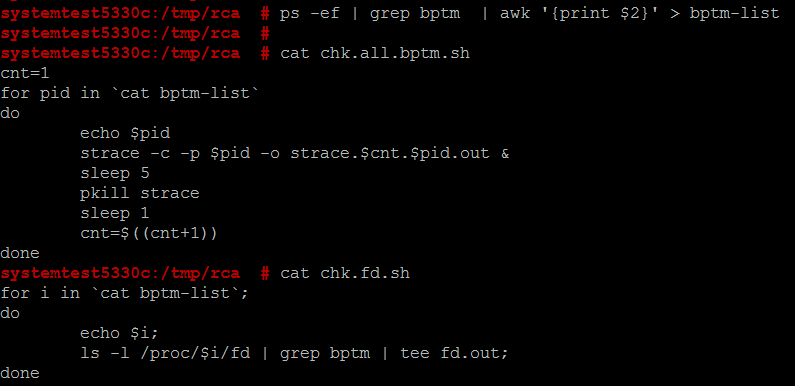 systemtest5330c:/tmp/rca  # ps -ef | grep bptm  | awk '{print $2}' > bptm-list
systemtest5330c:/tmp/rca  #
systemtest5330c:/tmp/rca  # cat chk.all.bptm.sh
cnt=1
for pid in `cat bptm-list`
do
        echo $pid
        strace -c -p $pid -o strace.$cnt.$pid.out &
        sleep 5
        pkill strace
        sleep 1
        cnt=$((cnt+1))
done
systemtest5330c:/tmp/rca  # cat chk.fd.sh
for i in `cat bptm-list`;
do
        echo $i;
        ls -l /proc/$i/fd | grep bptm | tee fd.out;
done